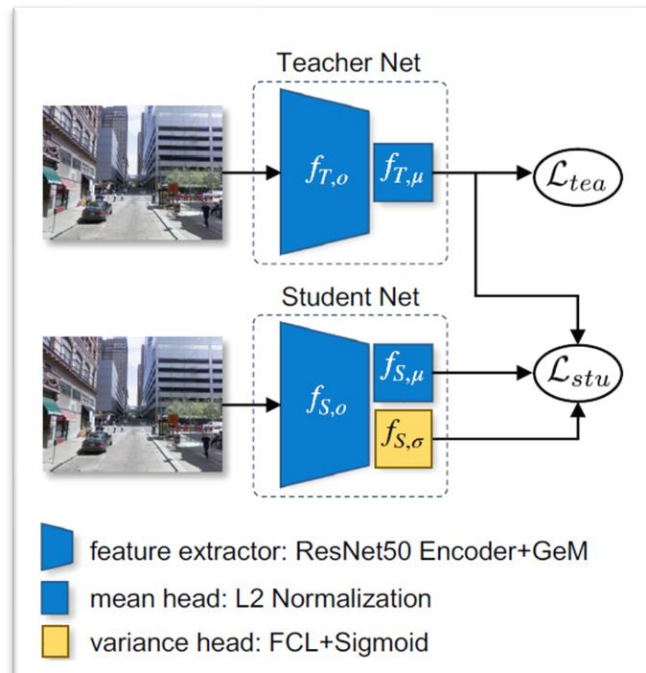 Teacher Net
f_{T,o}
f_{T,μ}
ℒ_{tea}
Student Net
f_{S,o}
f_{S,μ}
f_{S,σ}
ℒ_{stu}
feature extractor: ResNet50 Encoder+GeM
mean head: L2 Normalization
variance head: FCL+Sigmoid